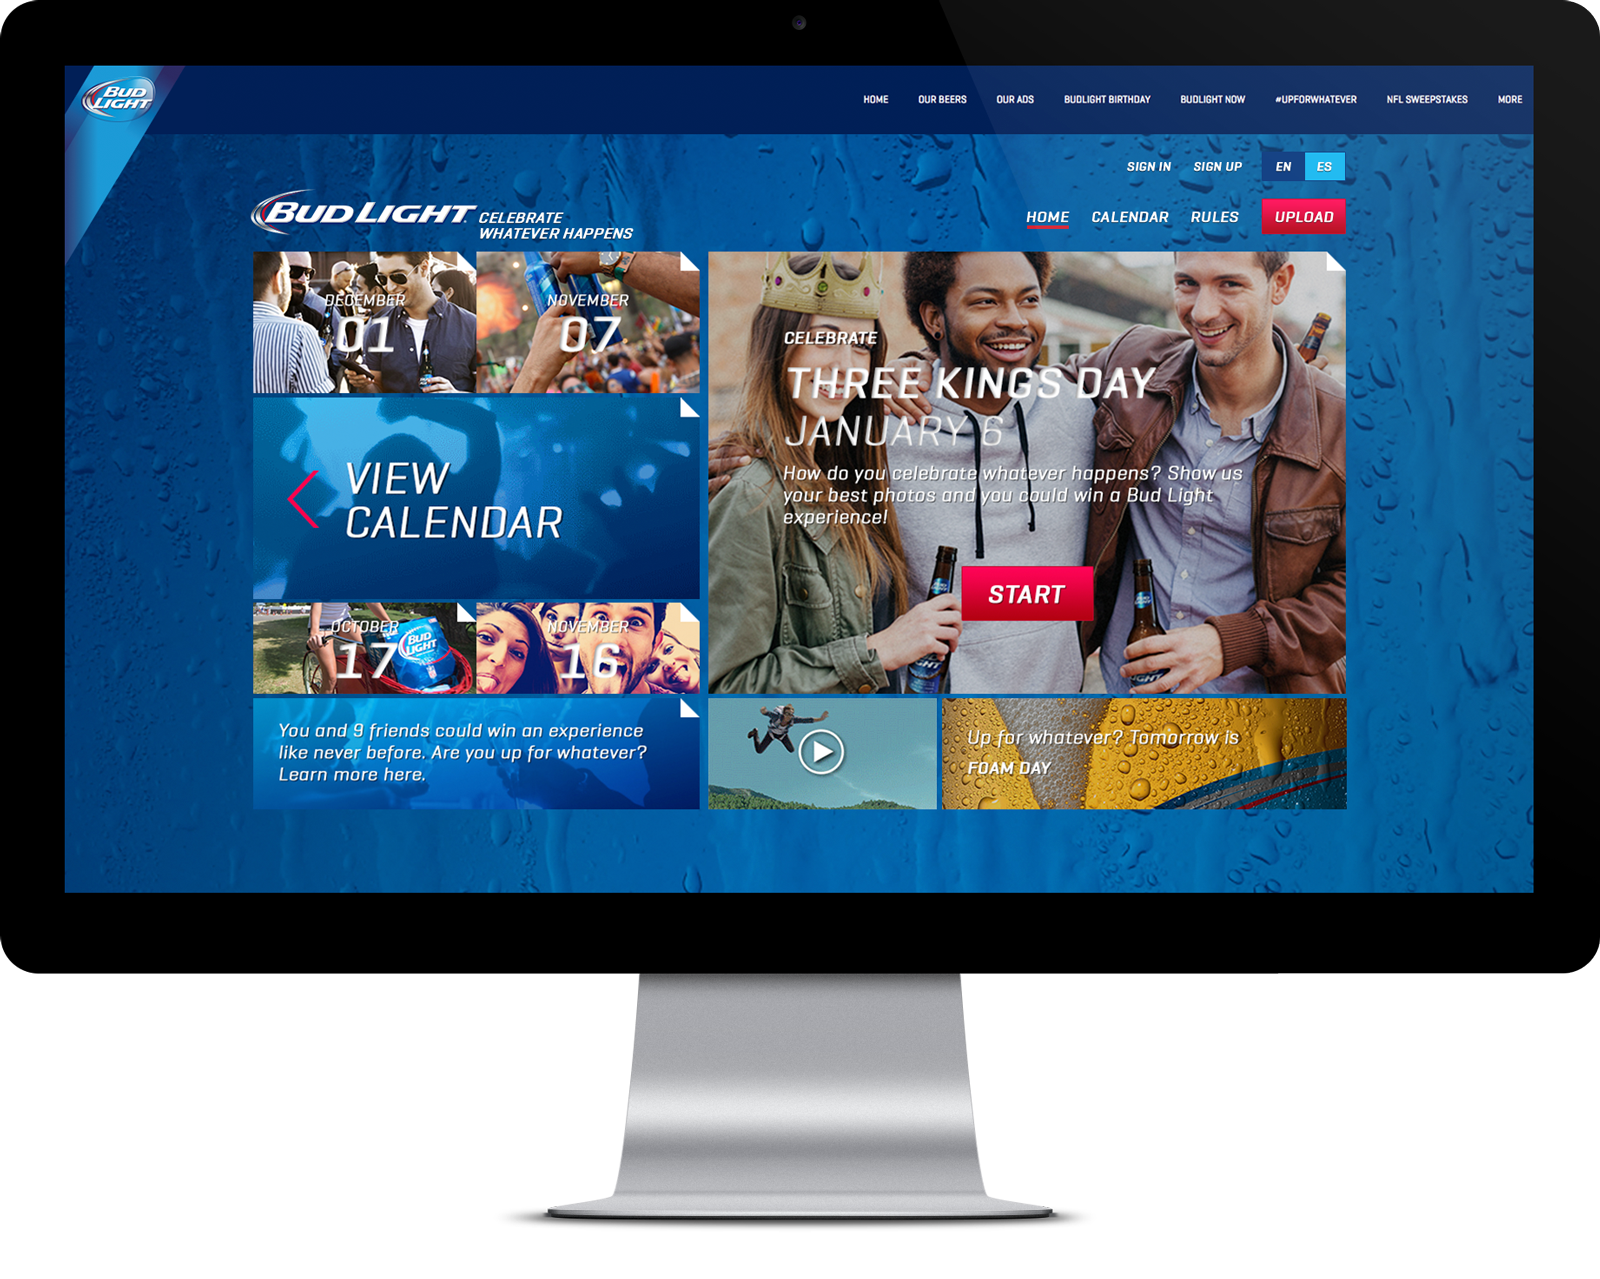 BUD
LIGHT
HOME
OUR BEERS
OUR ADS
BUDLIGHT BIRTHDAY
BUDLIGHT NOW
#UPFORWHATEVER
NFL SWEEPSTAKES
MORE
SIGN IN
SIGN UP
EN
ES
BUD LIGHT
CELEBRATE
WHATEVER HAPPENS
HOME
CALENDAR
RULES
UPLOAD
DECEMBER
01
NOVEMBER
07
VIEW
CALENDAR
OCTOBER
17
BUD
LIGHT
NOVEMBER
16
You and 9 friends could win an experience
like never before. Are you up for whatever?
Learn more here.
CELEBRATE
THREE KINGS DAY
JANUARY 6
How do you celebrate whatever happens? Show us
your best photos and you could win a Bud Light
experience!
START
Up for whatever? Tomorrow is
FOAM DAY